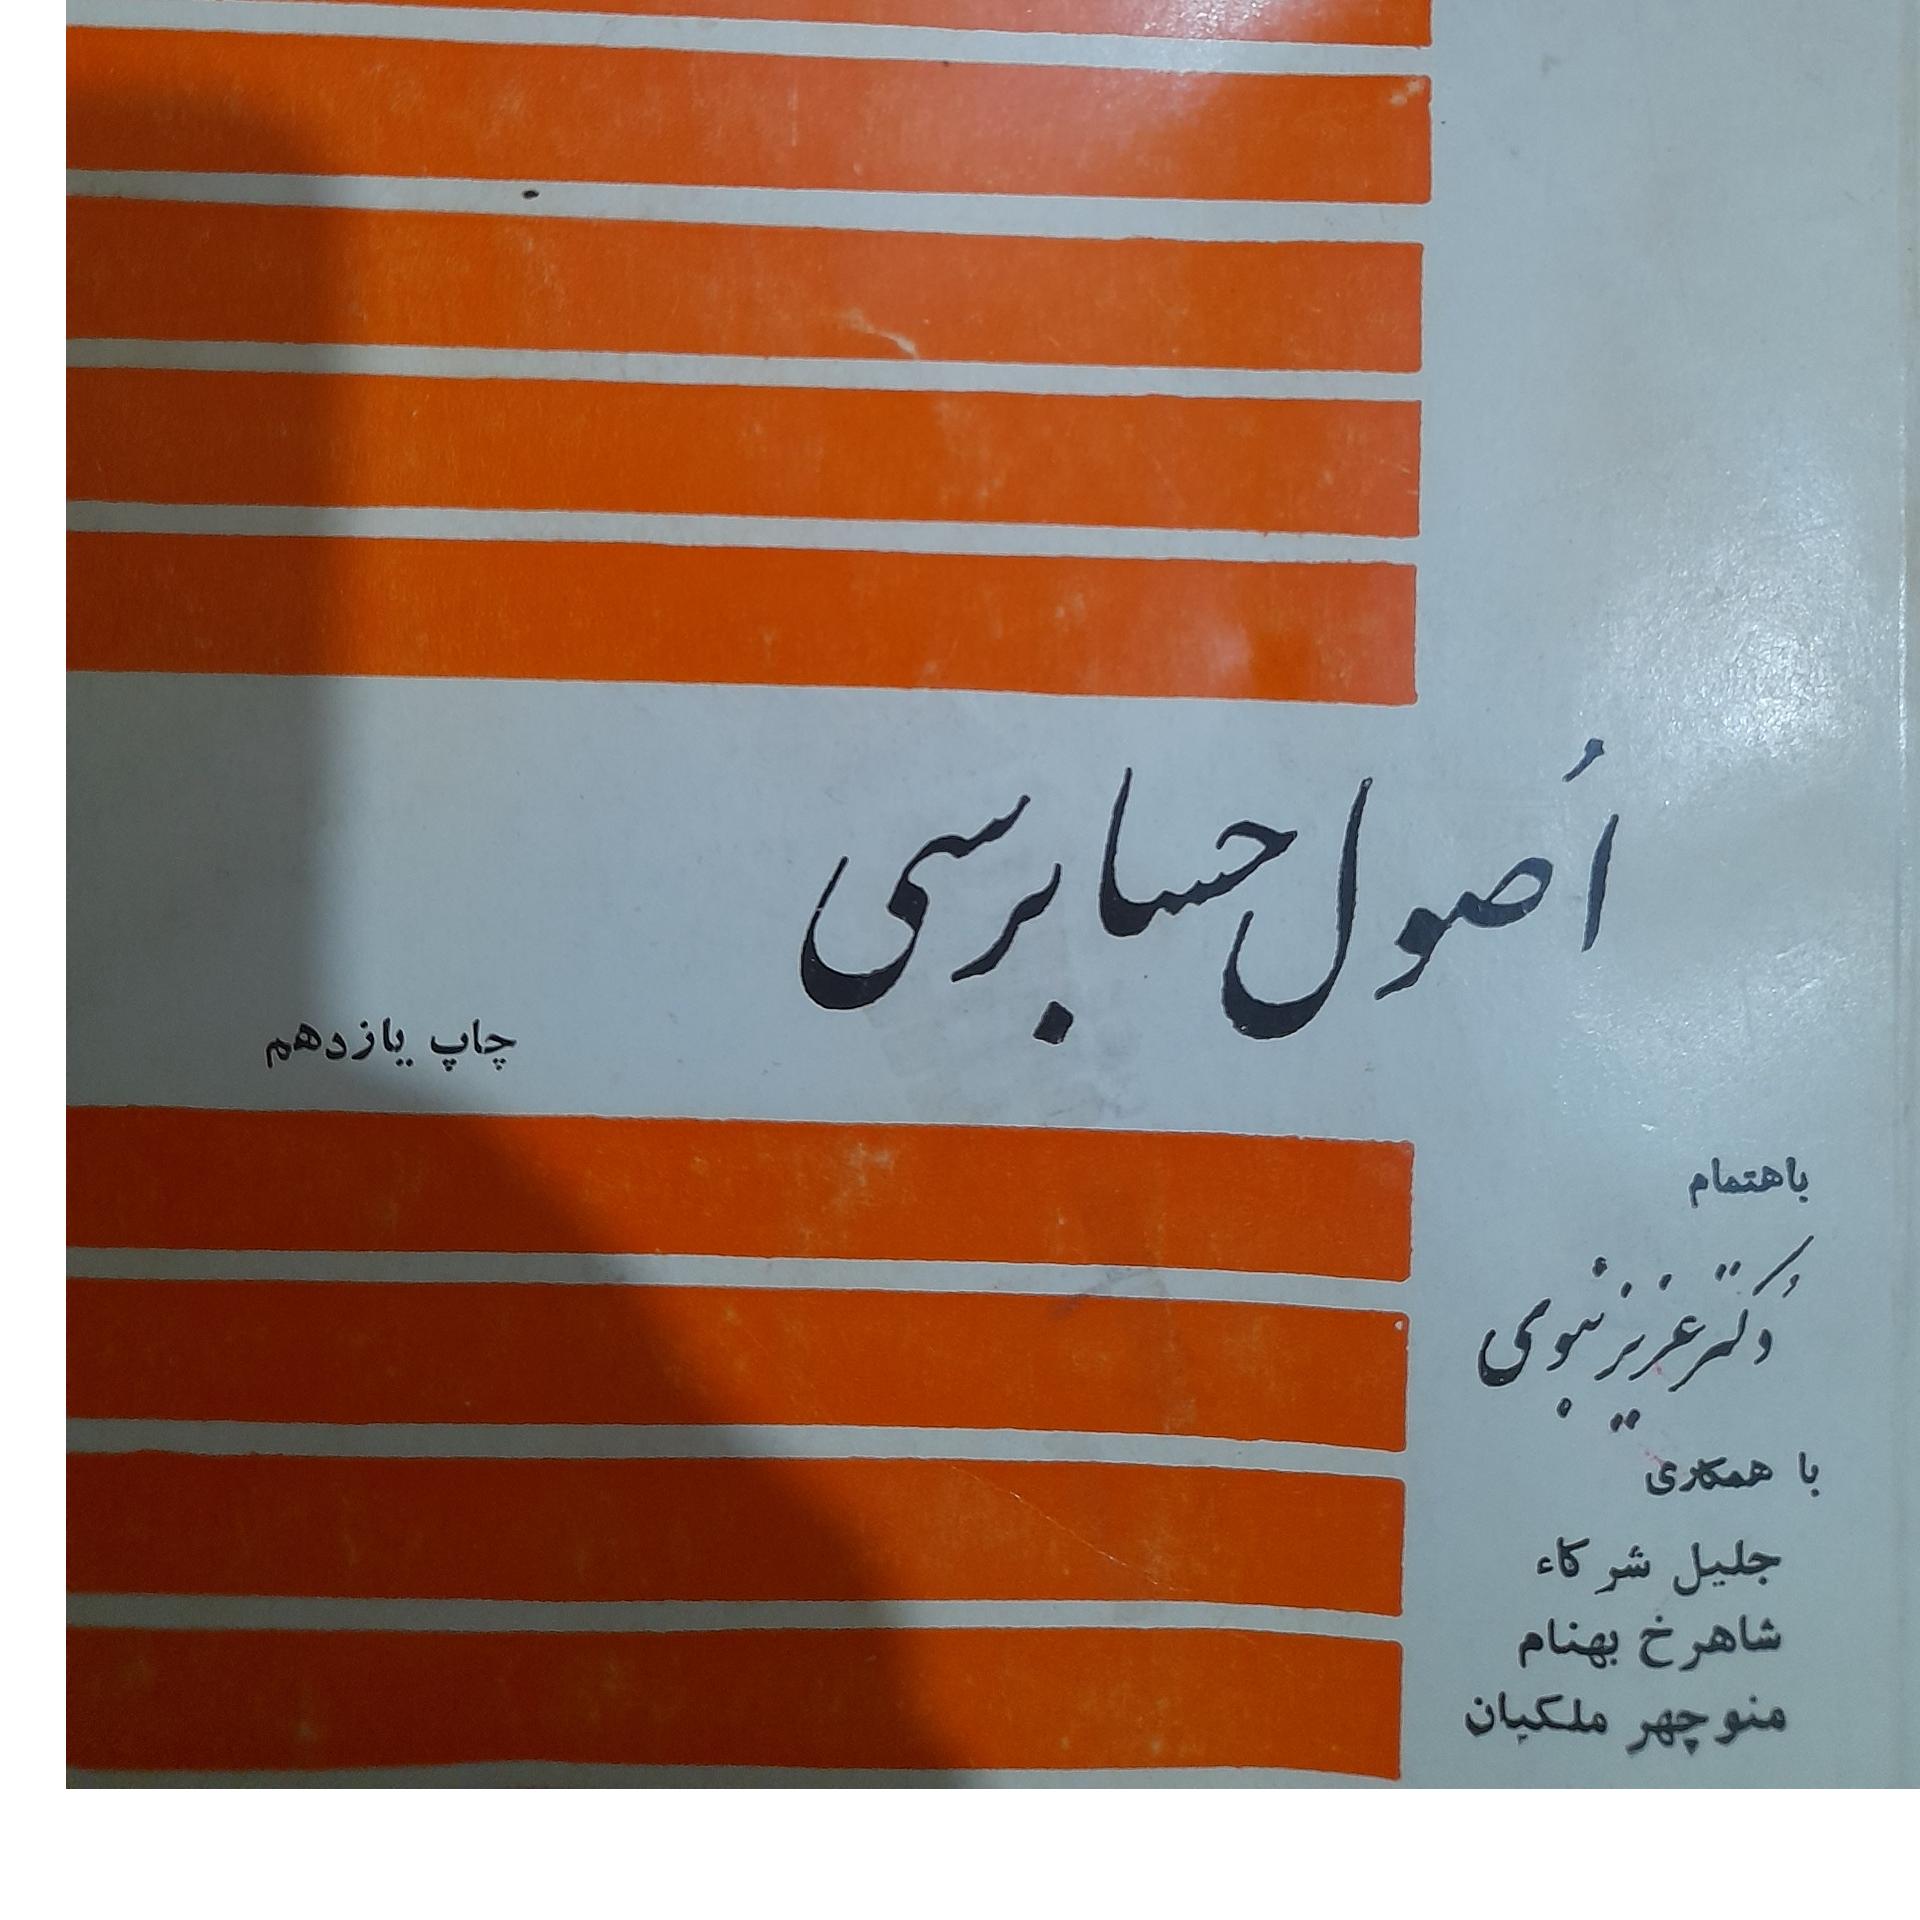 اُصول حسابرسی
چاپ یازدهم
باهتمام
دکتر عزیز نبوی
با همکاری
جلیل شرکاء
شاهرخ بهنام
منوچهر ملکیان